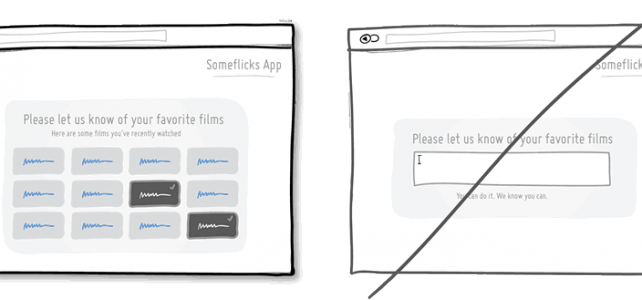 Someflicks App
Please let us know of your favorite films
Here are some films you've recently watched
Someflicks
Please let us know of your favorite films
You can do it. We know you can.